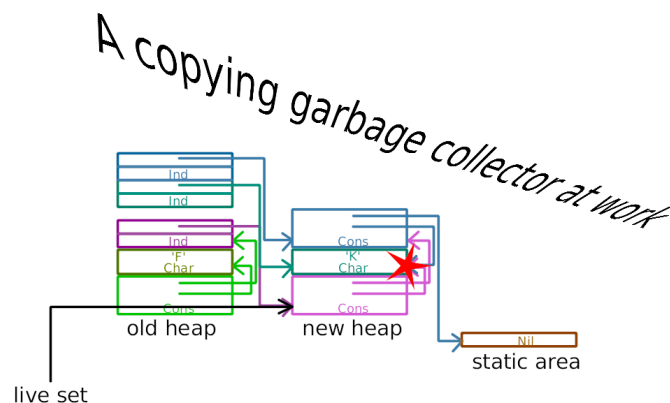 A copying garbage collector at work
Ind
Ind
Ind
'F'
Char
Cons
old heap
Cons
'K'
Char
Cons
new heap
Nil
static area
live set